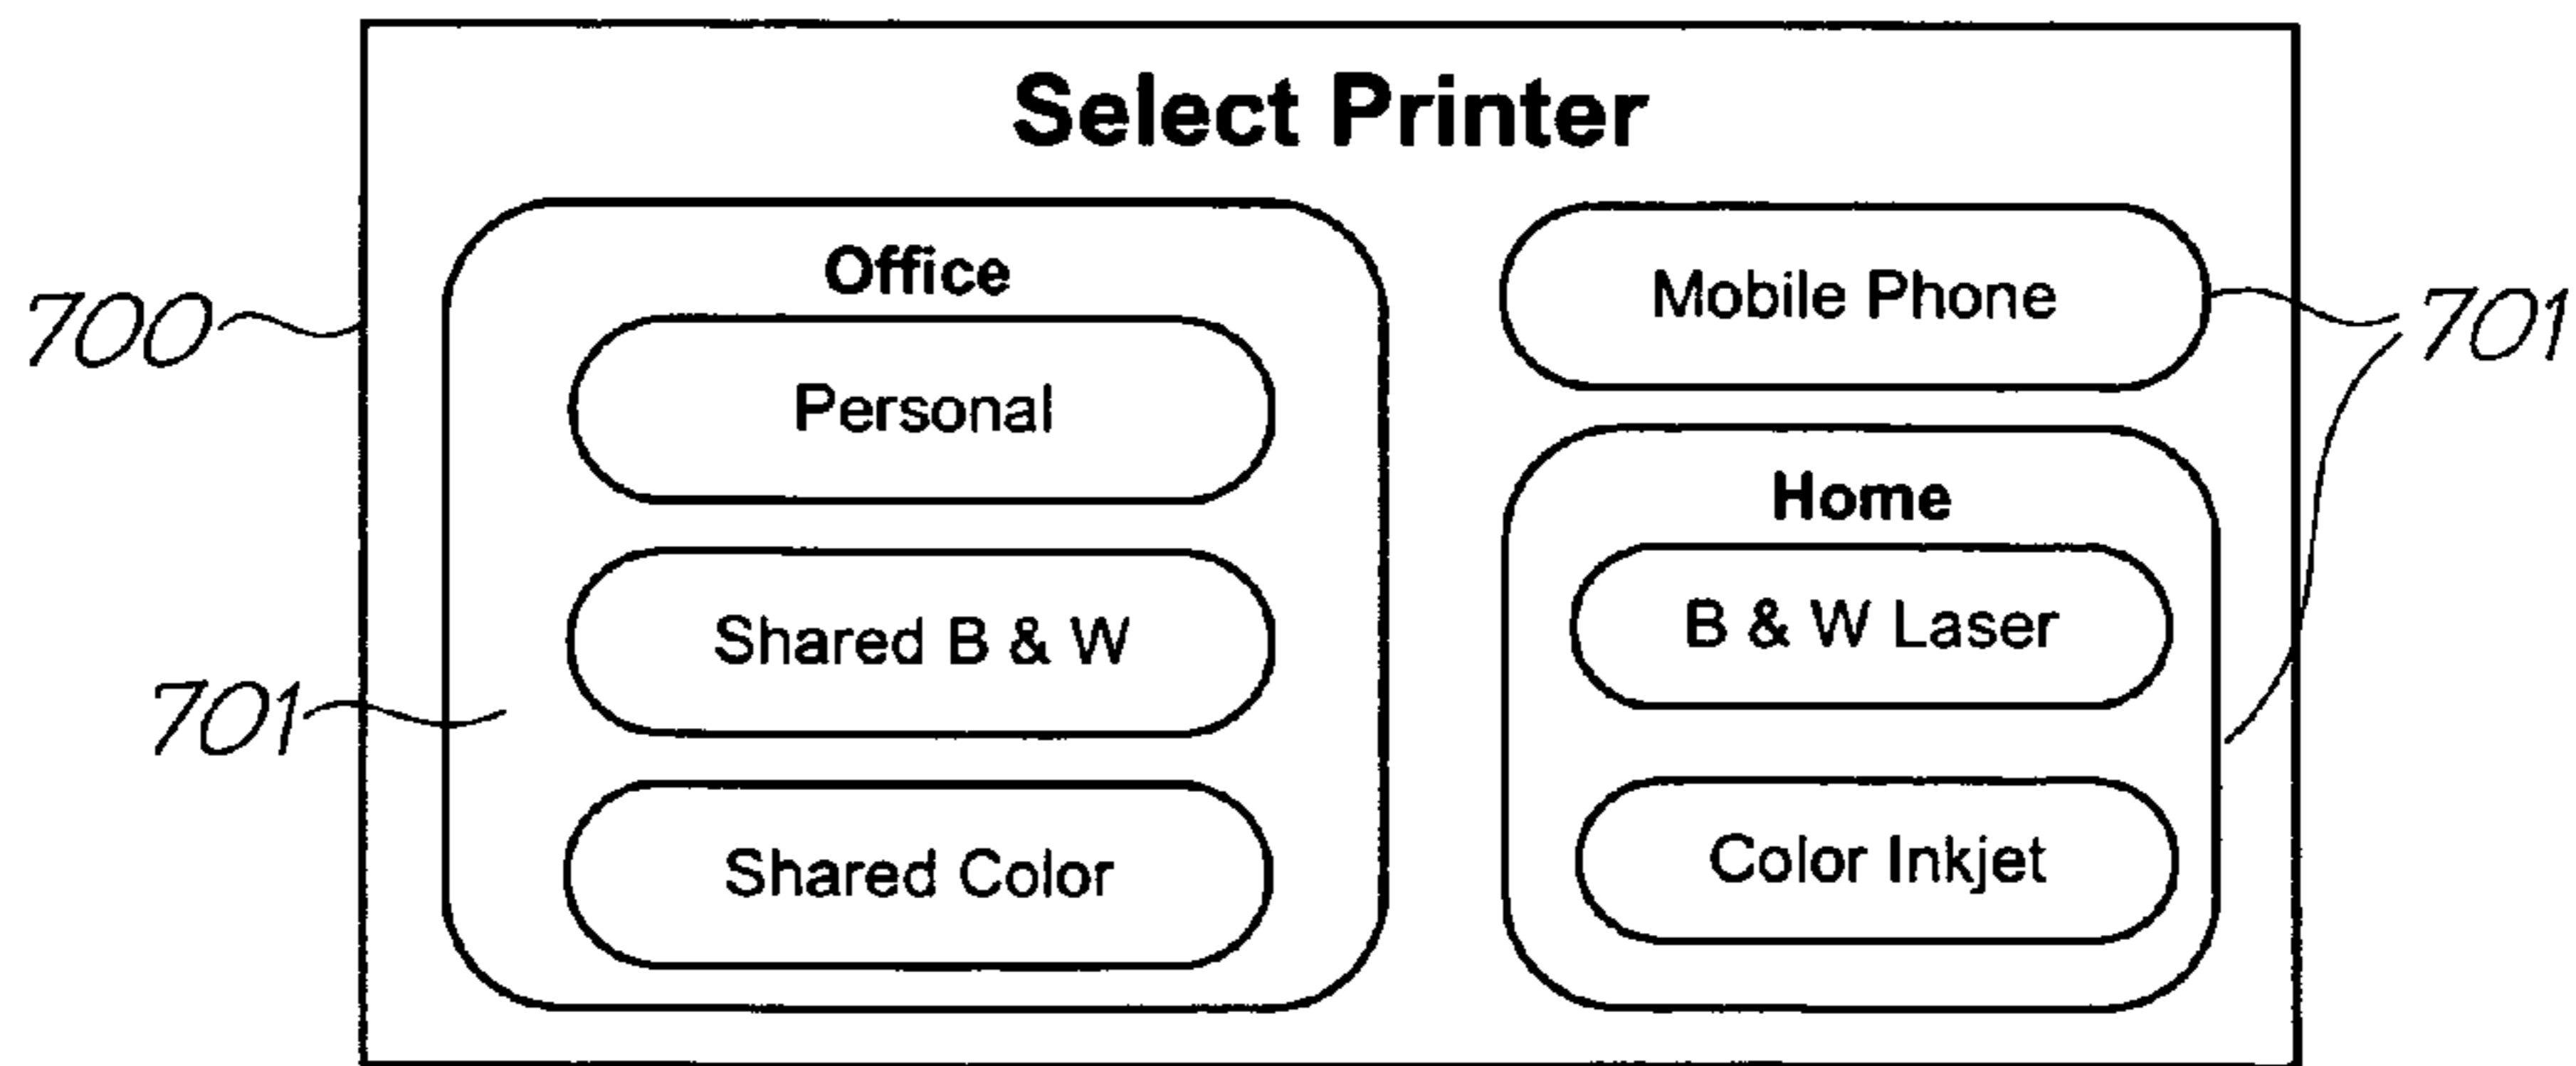 Select Printer
Office
Personal
Shared B & W
Shared Color
Mobile Phone
Home
B & W Laser
Color Inkjet
700
701
701